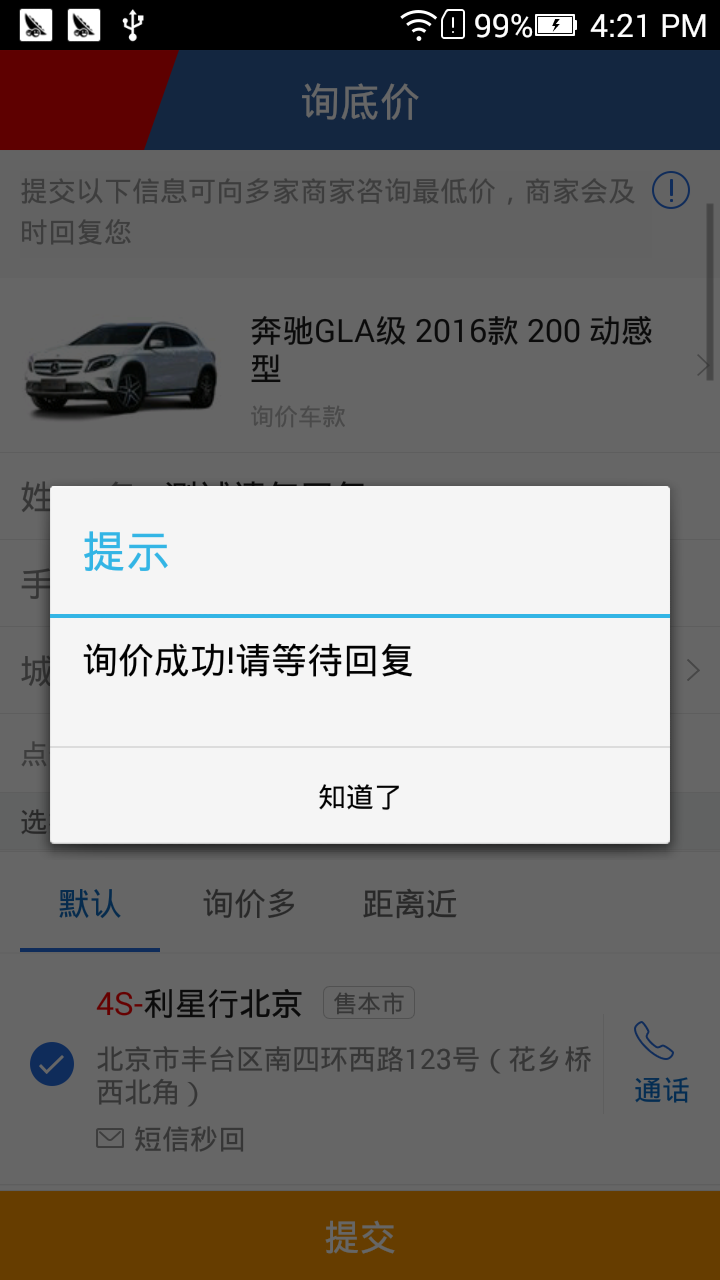 99% 4:21 PM
询底价
提交以下信息可向多家商家咨询最低价，商家会及
时回复您
奔驰GLA级 2016款 200 动感
型
询价车款
姓
手
城
点
选
提示
询价成功!请等待回复
知道了
默认 询价多 距离近
4S-利星行北京 售本市
北京市丰台区南四环西路123号（花乡桥
西北角）
短信秒回
通话
提交